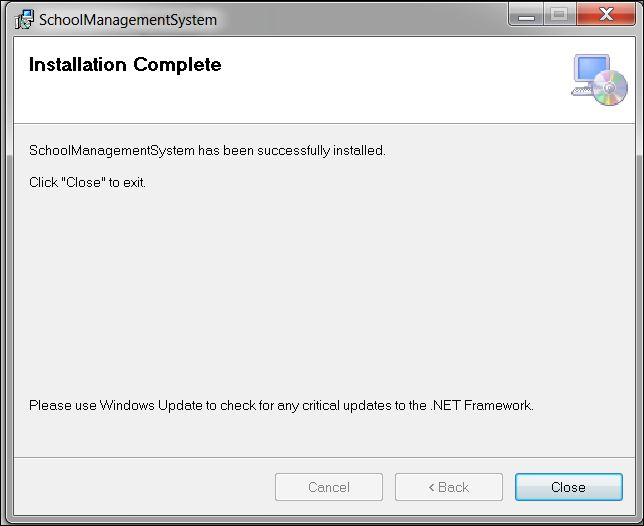 SchoolManagementSystem
Installation Complete
SchoolManagementSystem has been successfully installed.
Click "Close" to exit.
Please use Windows Update to check for any critical updates to the .NET Framework.
Cancel
< Back
Close